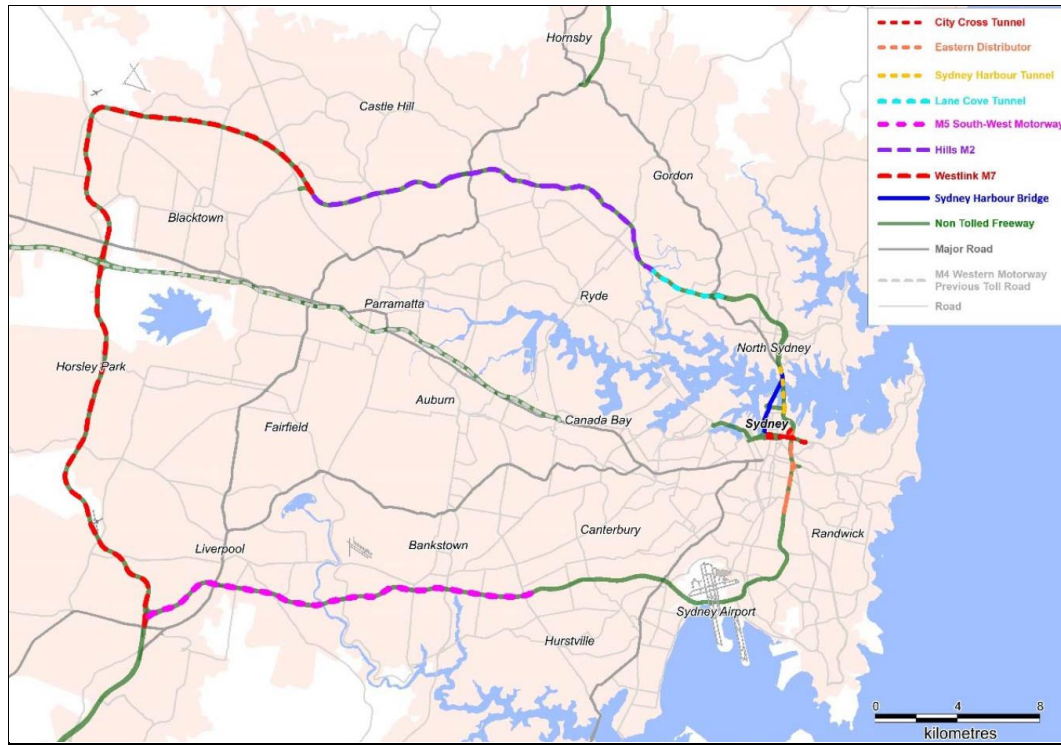 Hornsby
Castle Hill
Gordon
Blacktown
Parramatta
Ryde
North Sydney
Horsley Park
Auburn
Canada Bay
Sydney
Fairfield
Canterbury
Randwick
Liverpool
Bankstown
Sydney Airport
Hurstville
City Cross Tunnel
Eastern Distributor
Sydney Harbour Tunnel
Lane Cove Tunnel
M5 South-West Motorway
Hills M2
Westlink M7
Sydney Harbour Bridge
Non Tolled Freeway
Major Road
M4 Western Motorway
Previous Toll Road
Road
0 4 8
kilometres